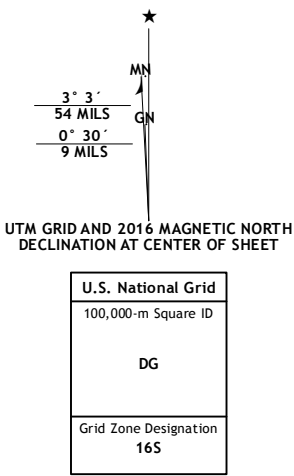 ★
MN
3° 3´
54 MILS
GN
0° 30´
9 MILS
UTM GRID AND 2016 MAGNETIC NORTH
DECLINATION AT CENTER OF SHEET
U.S. National Grid
100,000-m Square ID
DG
Grid Zone Designation
16S